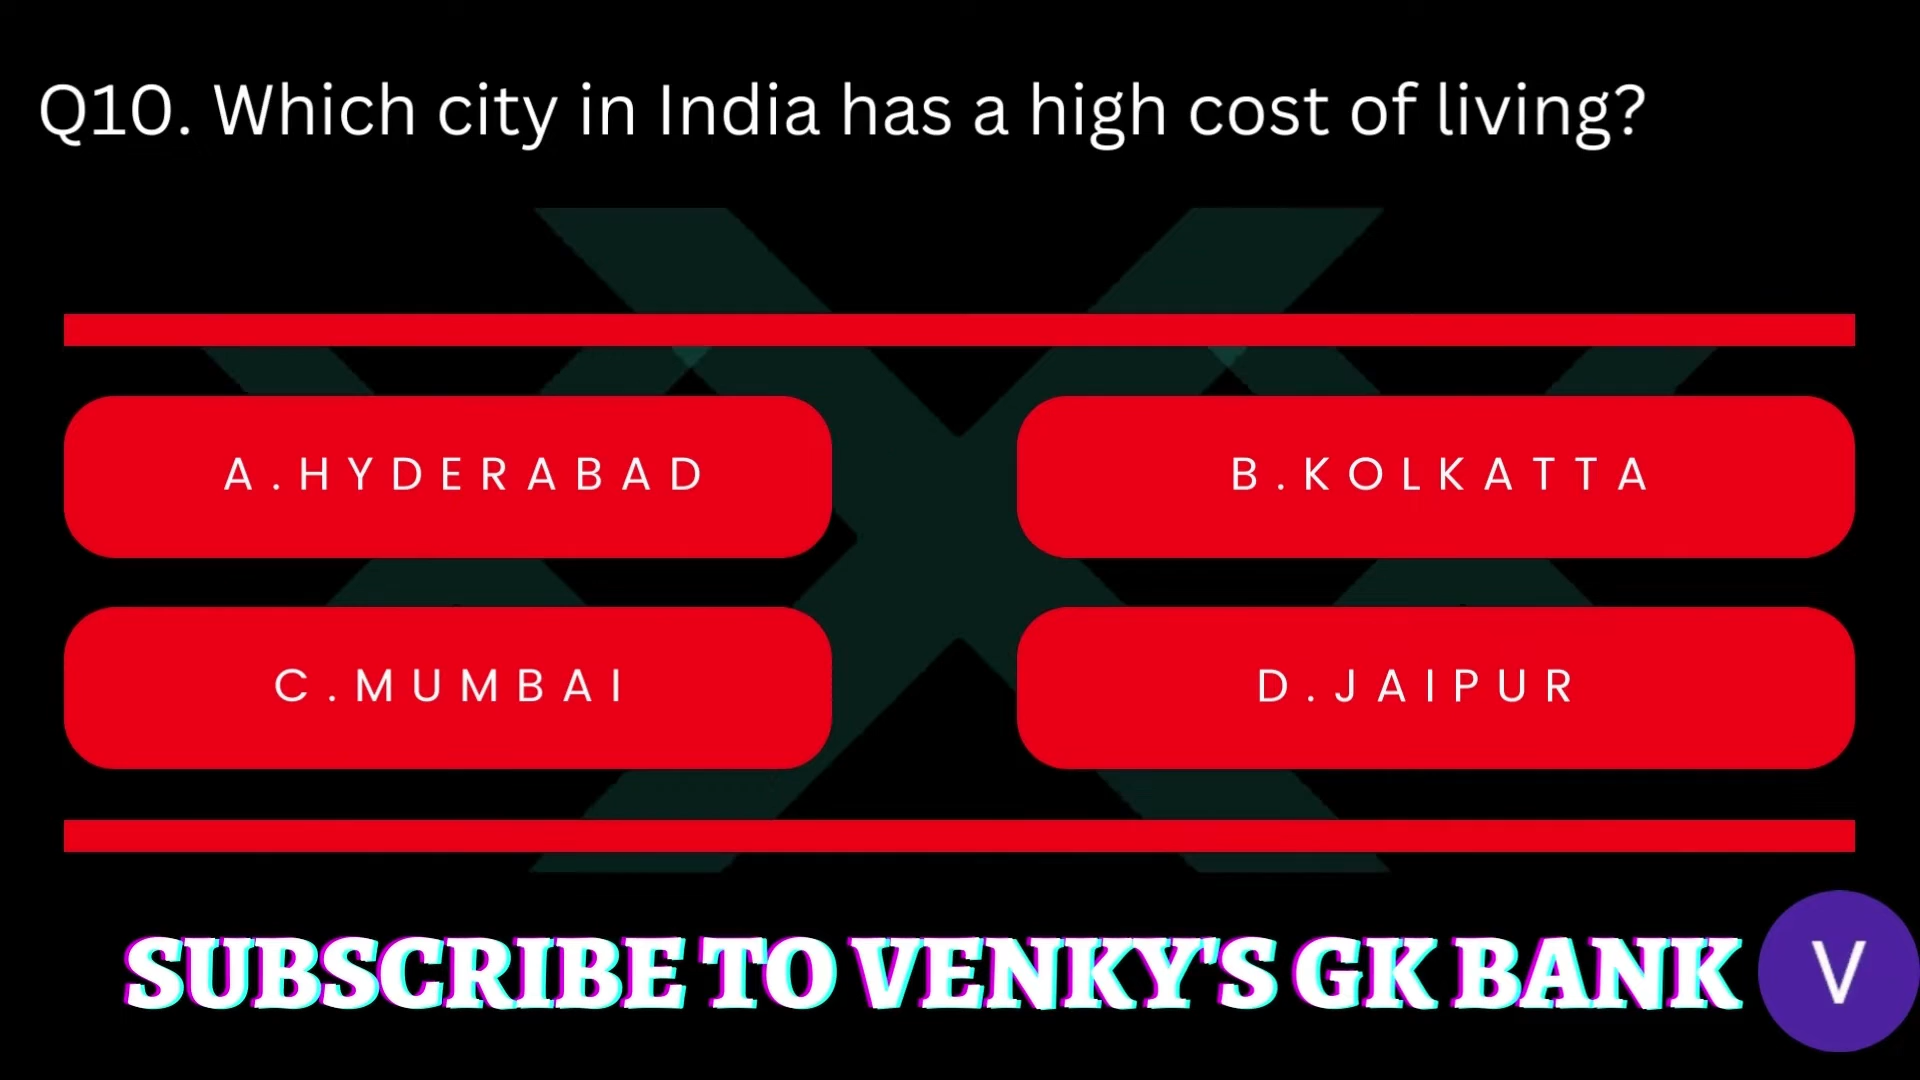 Q10. Which city in India has a high cost of living?
A.HYDERABAD
B.KOLKATTA
C.MUMBAI
D.JAIPUR
SUBSCRIBE TO VENKY'S GK BANK
V